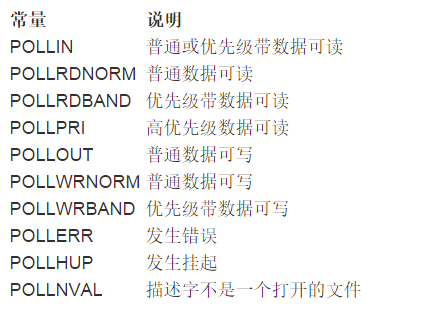 常量 说明
POLLIN 普通或优先级带数据可读
POLLRDNORM 普通数据可读
POLLRDBAND 优先级带数据可读
POLLPRI 高优先级数据可读
POLLOUT 普通数据可写
POLLWRNORM 普通数据可写
POLLWRBAND 优先级带数据可写
POLLERR 发生错误
POLLHUP 发生挂起
POLLNVAL 描述字不是一个打开的文件